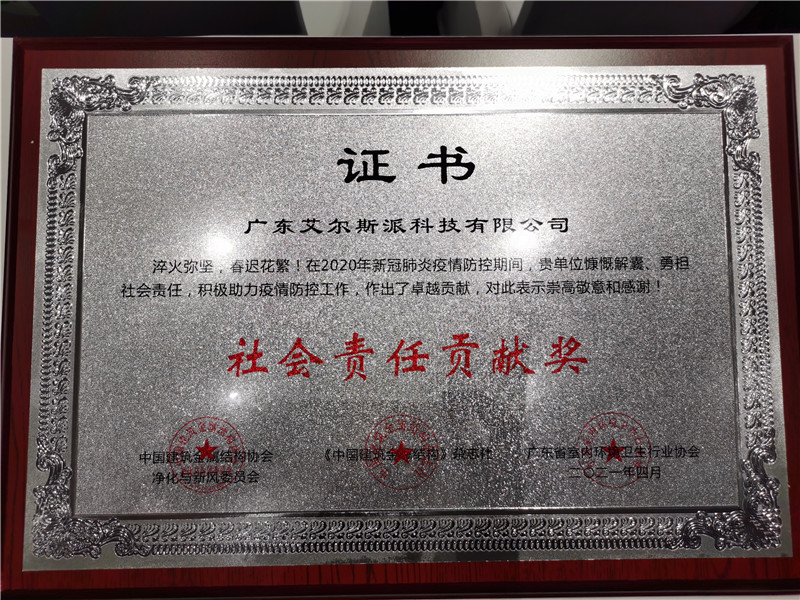 证书
广东艾尔斯派科技有限公司
淬火弥坚，春迟花繁！在2020年新冠肺炎疫情防控期间，贵单位慷慨解囊、勇担
社会责任，积极助力疫情防控工作，作出了卓越贡献，对此表示崇高敬意和感谢！
社会责任贡献奖
中国建筑金属结构协会
净化与新风委员会
《中国建筑金属结构》杂志社
广东省室内环境卫生行业协会
二〇二一年四月